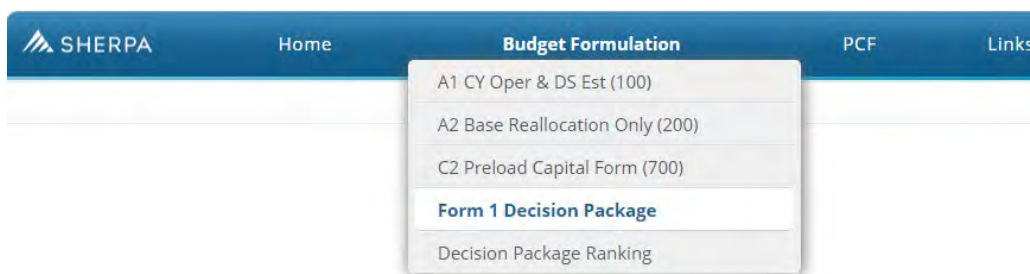 SHERPA Home Budget Formulation PCF Links
A1 CY Oper & DS Est (100)
A2 Base Reallocation Only (200)
C2 Preload Capital Form (700)
Form 1 Decision Package
Decision Package Ranking